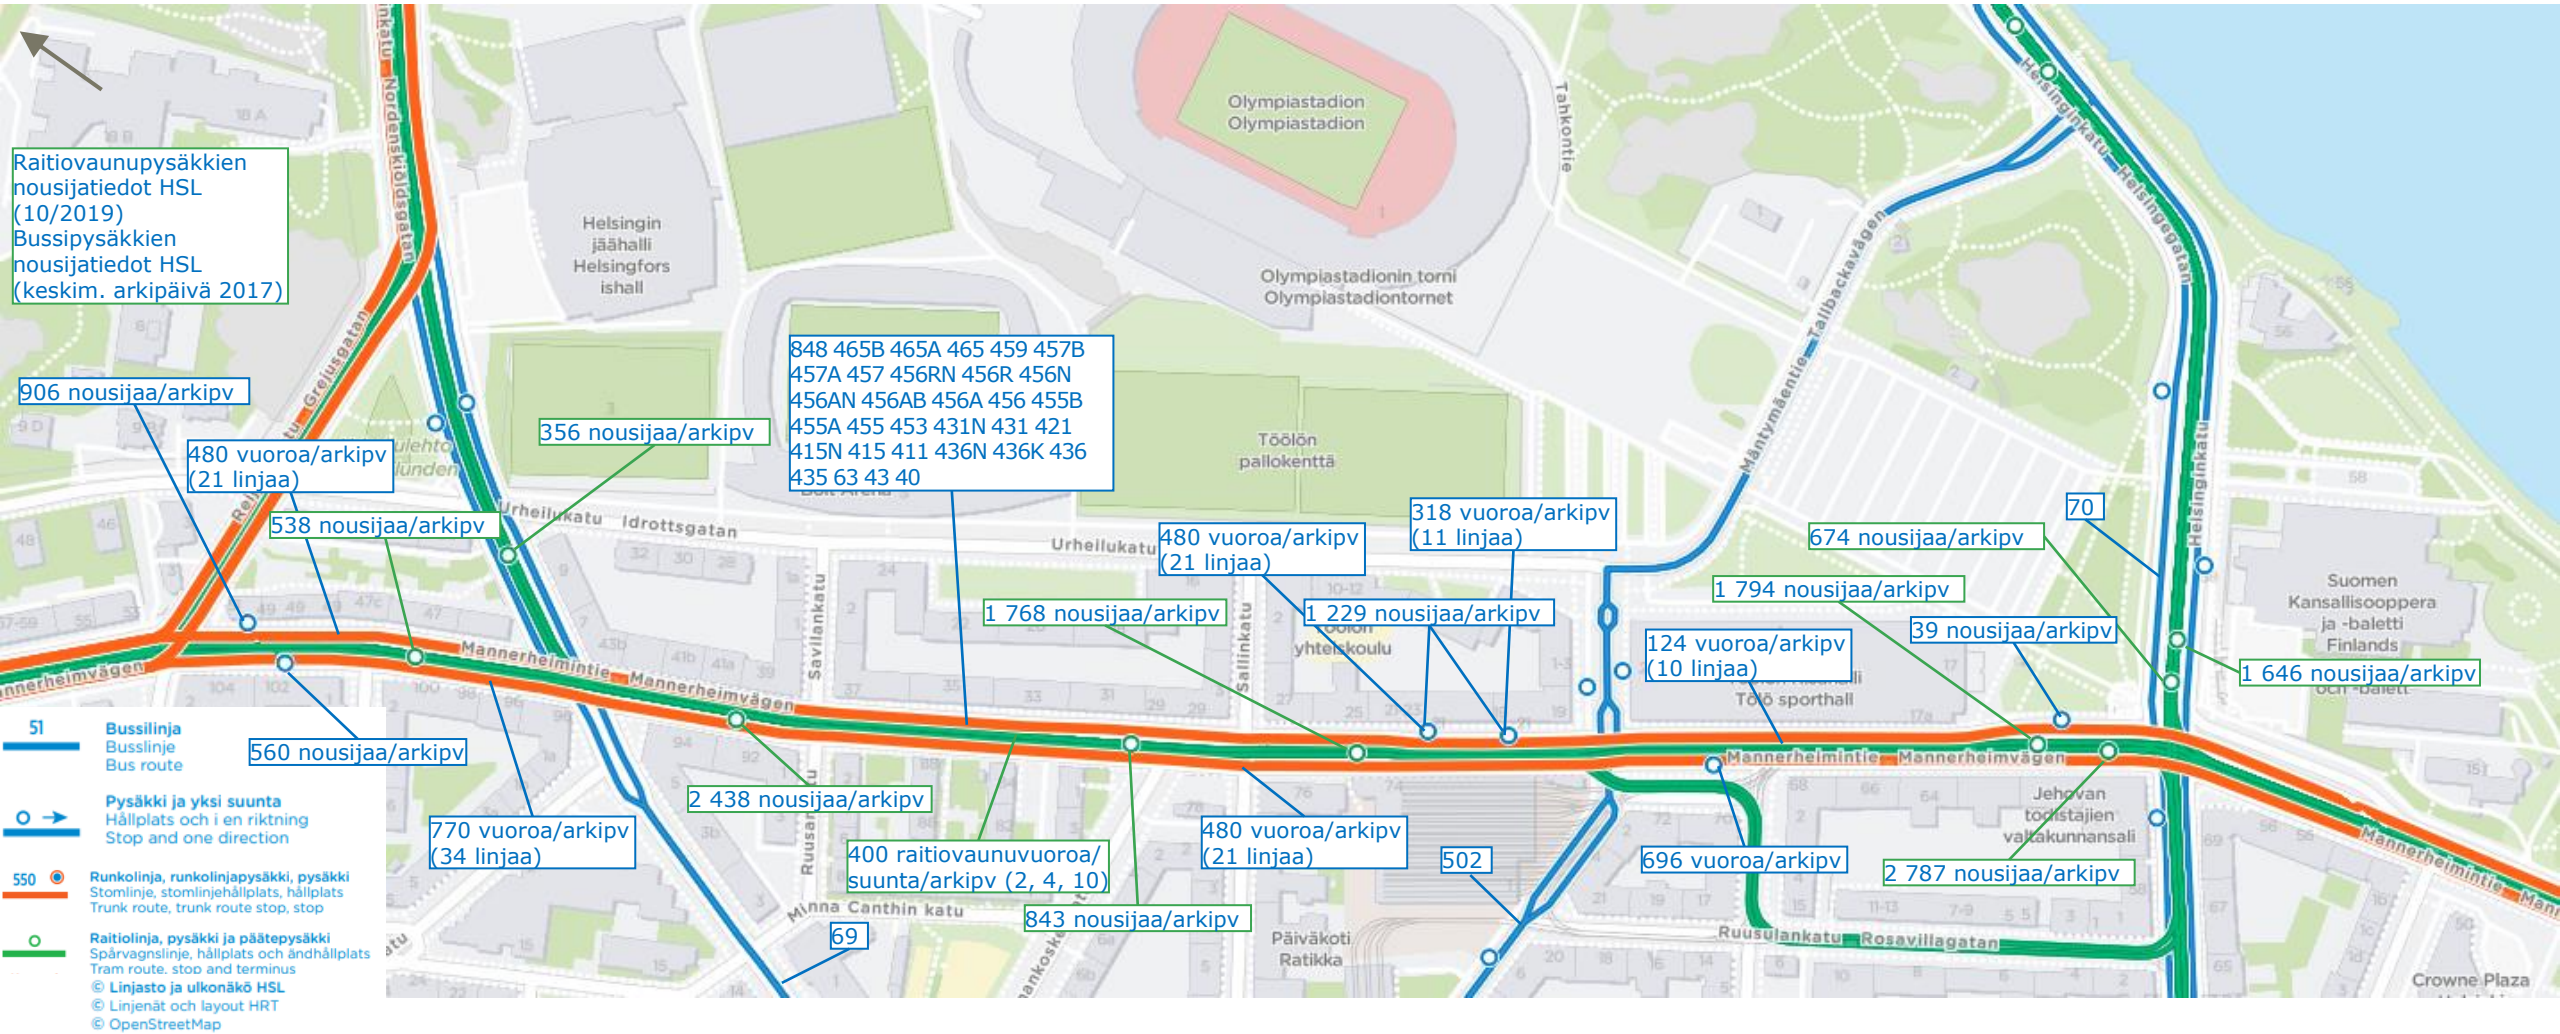 Raitiovaunupysäkkien
nousijatiedot HSL
(10/2019)
Bussipysäkkien
nousijatiedot HSL
(keskim. arkipäivä 2017)
906 nousijaa/arkipv
480 vuoroa/arkipv
(21 linjaa)
538 nousijaa/arkipv
356 nousijaa/arkipv
848 465B 465A 465 459 457B
457A 457 456RN 456R 456N
456AN 456AB 456A 456 455B
455A 455 453 431N 431 421
415N 415 411 436N 436K 436
435 63 43 40
480 vuoroa/arkipv
(21 linjaa)
318 vuoroa/arkipv
(11 linjaa)
1 768 nousijaa/arkipv
1 229 nousijaa/arkipv
124 vuoroa/arkipv
(10 linjaa)
674 nousijaa/arkipv
1 794 nousijaa/arkipv
39 nousijaa/arkipv
70
1 646 nousijaa/arkipv
560 nousijaa/arkipv
770 vuoroa/arkipv
(34 linjaa)
2 438 nousijaa/arkipv
400 raitiovaunuvuoroa/
suunta/arkipv (2, 4, 10)
843 nousijaa/arkipv
69
480 vuoroa/arkipv
(21 linjaa)
502
696 vuoroa/arkipv
2 787 nousijaa/arkipv
Olympiastadion
Olympiastadion
Olympiastadionin torni
Olympiastadiontornet
Helsingin
jäähalli
Helsingfors
ishall
Töölön
pallokenttä
Töölön
yhteiskoulu
Tölö sporthall
Suomen
Kansallisooppera
ja -baletti
Finlands
Jehovan
todistajien
valtakunnansali
Päiväkoti
Ratikka
Crowne Plaza
Nordenskiöldsgatan
Grejusgatan
Urheilukatu Idrottsgatan
Urheilukatu
Savilankatu
Sallinkatu
Tahkontie
Mäntymäentie Tallbackavägen
Helsinginkatu Helsingegatan
Helsinginkatu
Mannerheimvägen
Mannerheimintie Mannerheimvägen
Mannerheimintie Mannerheimvägen
Mannerheimintie
Minna Canthin katu
Ruusulankatu Rosavillagatan
51
Bussilinja
Busslinje
Bus route
Pysäkki ja yksi suunta
Hållplats och i en riktning
Stop and one direction
550
Runkolinja, runkolinjapysäkki, pysäkki
Stomlinje, stomlinjehållplats, hållplats
Trunk route, trunk route stop, stop
Raitiolinja, pysäkki ja päätepysäkki
Spårvagnslinje, hållplats och ändhållplats
Tram route, stop and terminus
© Linjasto ja ulkonäkö HSL
© Linjenät och layout HRT
© OpenStreetMap